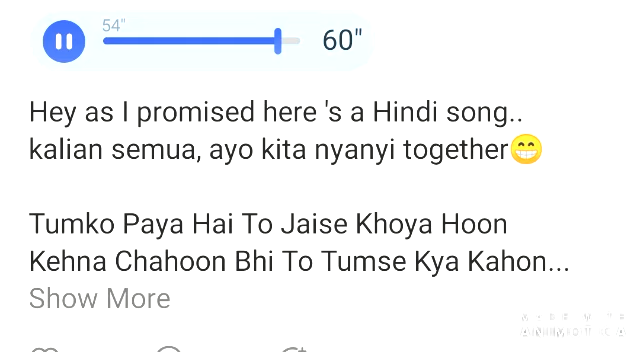 54"
60"
Hey as I promised here 's a Hindi song..
kalian semua, ayo kita nyanyi together😁
Tumko Paya Hai To Jaise Khoya Hoon
Kehna Chahoon Bhi To Tumse Kya Kahon...
Show More